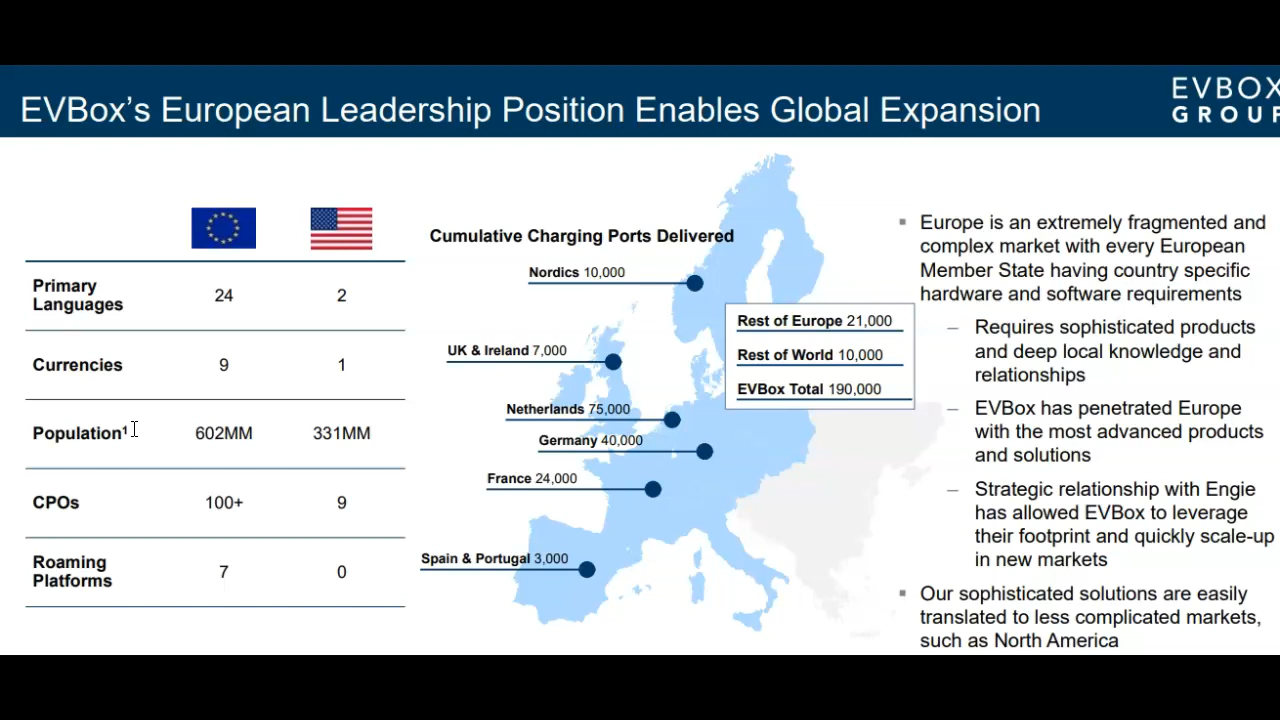 EVBox’s European Leadership Position Enables Global Expansion
EVBOX
GROUP
Primary
Languages
24
2
Currencies
9
1
Population¹
602MM
331MM
CPOs
100+
9
Roaming
Platforms
7
0
Cumulative Charging Ports Delivered
Nordics 10,000
UK & Ireland 7,000
Netherlands 75,000
Germany 40,000
France 24,000
Spain & Portugal 3,000
Rest of Europe 21,000
Rest of World 10,000
EVBox Total 190,000
▪ Europe is an extremely fragmented and
complex market with every European
Member State having country specific
hardware and software requirements
– Requires sophisticated products
and deep local knowledge and
relationships
– EVBox has penetrated Europe
with the most advanced products
and solutions
– Strategic relationship with Engie
has allowed EVBox to leverage
their footprint and quickly scale-up
in new markets
▪ Our sophisticated solutions are easily
translated to less complicated markets,
such as North America